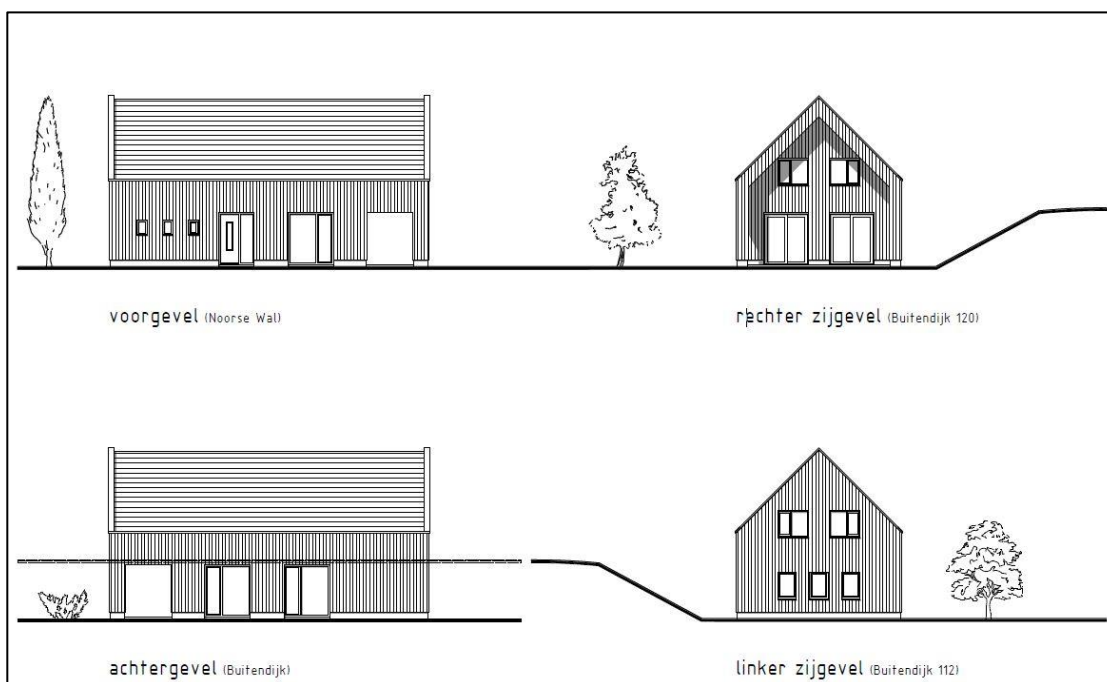 voorgevel (Noorse Wal)
rechter zijgevel (Buitendijk 120)
achtergevel (Buitendijk)
linker zijgevel (Buitendijk 112)